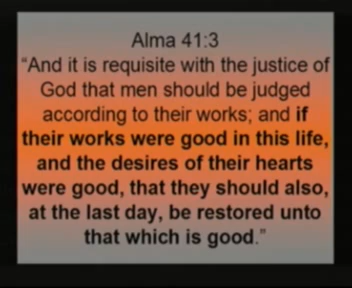 Alma 41:3
“And it is requisite with the justice of
God that men should be judged
according to their works; and if
their works were good in this life,
and the desires of their hearts
were good, that they should also,
at the last day, be restored unto
that which is good.”